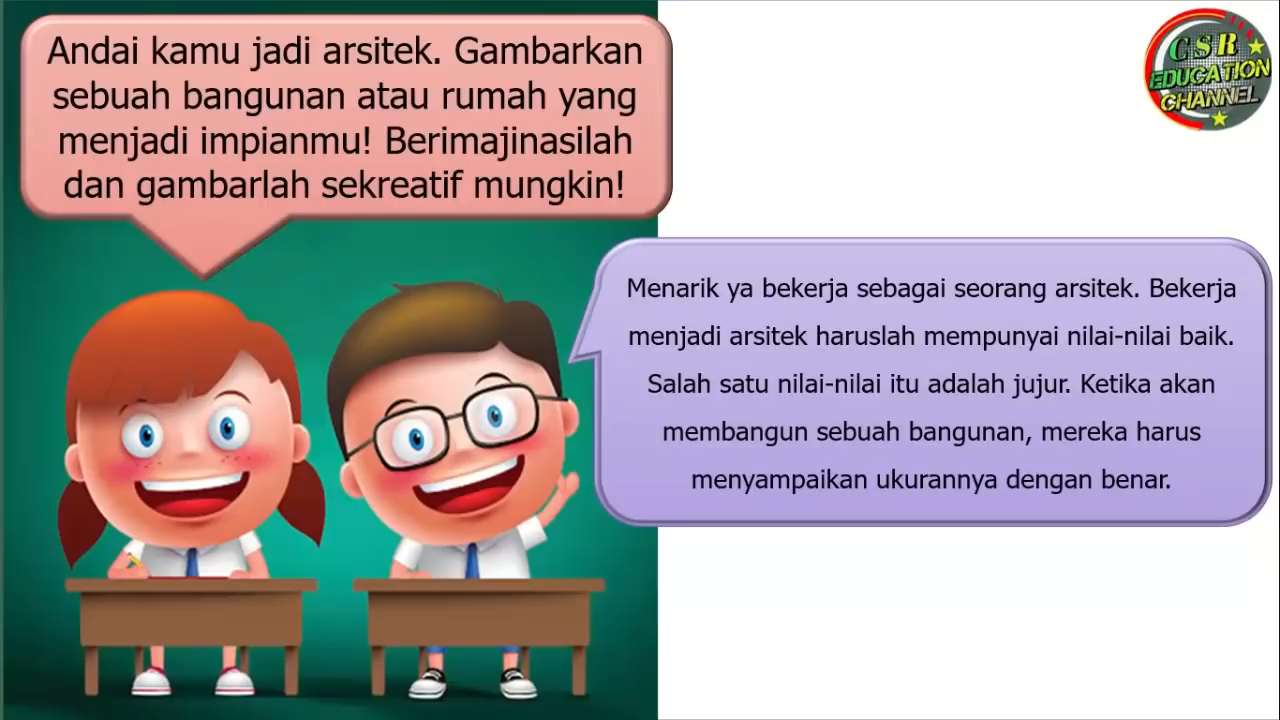 Andai kamu jadi arsitek. Gambarkan
sebuah bangunan atau rumah yang
menjadi impianmu! Berimajinasilah
dan gambarlah sekreatif mungkin!
CSR
EDUCATION
CHANNEL
Menarik ya bekerja sebagai seorang arsitek. Bekerja
menjadi arsitek haruslah mempunyai nilai-nilai baik.
Salah satu nilai-nilai itu adalah jujur. Ketika akan
membangun sebuah bangunan, mereka harus
menyampaikan ukurannya dengan benar.